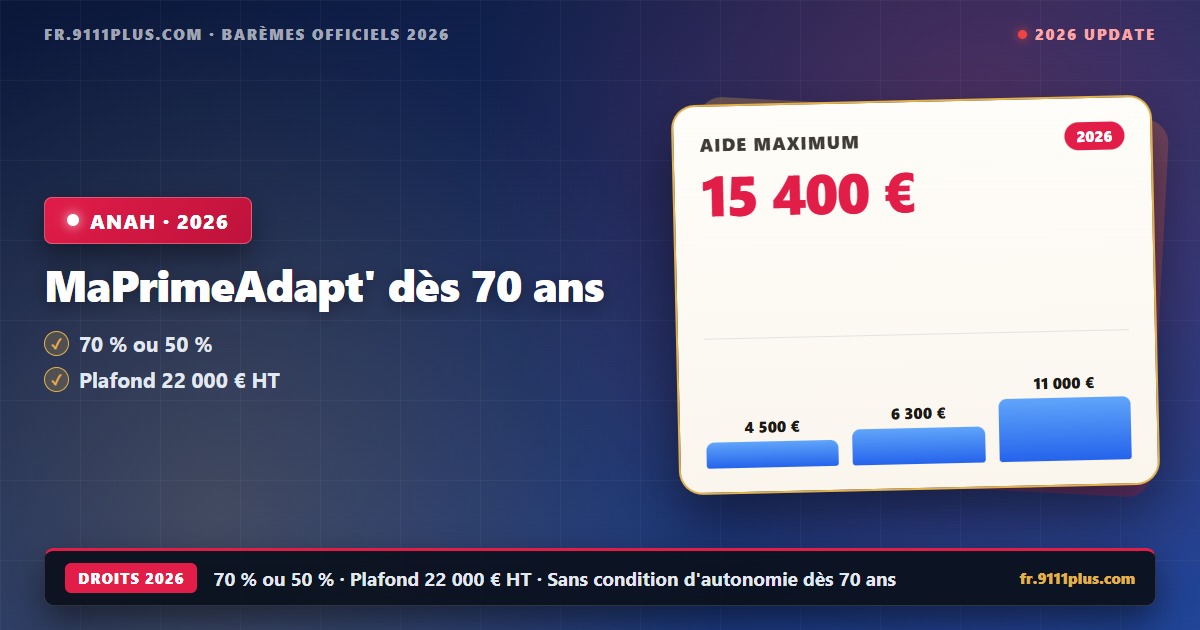 FR.9111PLUS.COM · BARÈMES OFFICIELS 2026
2026 UPDATE
ANAH · 2026
MaPrimeAdapt' dès 70 ans
70 % ou 50 %
Plafond 22 000 € HT
AIDE MAXIMUM
2026
15 400 €
4 500 €
6 300 €
11 000 €
DROITS 2026
70 % ou 50 % · Plafond 22 000 € HT · Sans condition d'autonomie dès 70 ans
fr.9111plus.com